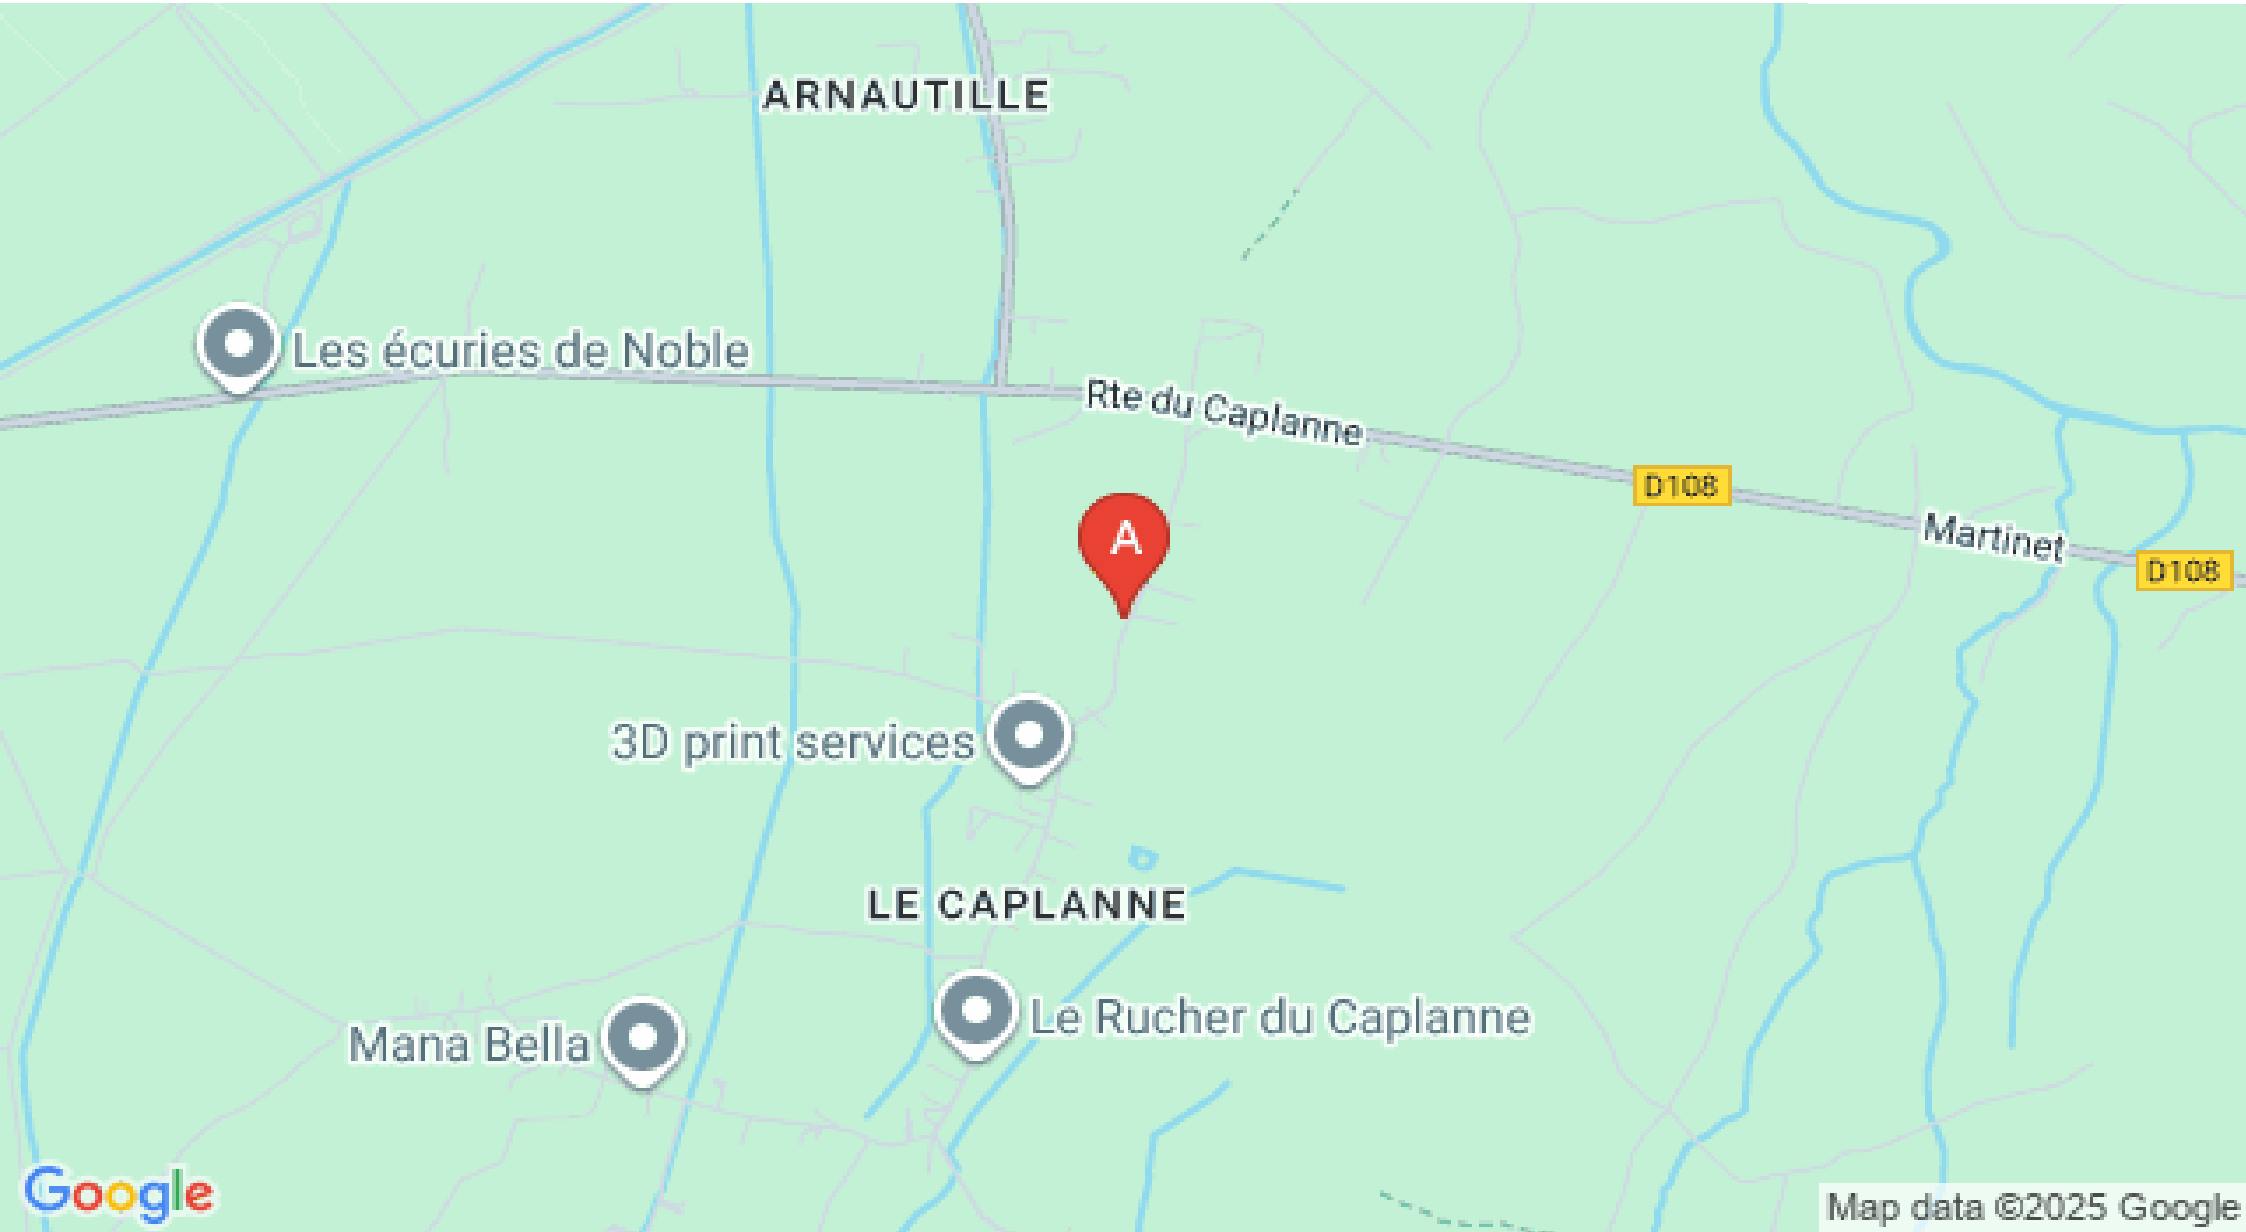 ARNAUTILLE
Les écuries de Noble
Rte du Caplanne
D108
Martinet
D108
A
3D print services
LE CAPLANNE
Le Rucher du Caplanne
Mana Bella
Google
Map data ©2025 Google